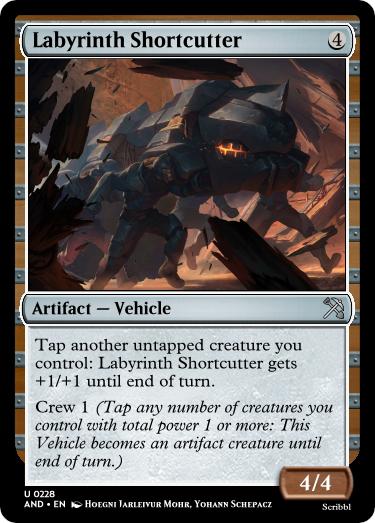 Labyrinth Shortcutter 4
Artifact — Vehicle
Tap another untapped creature you
control: Labyrinth Shortcutter gets
+1/+1 until end of turn.
Crew 1 (Tap any number of creatures you
control with total power 1 or more: This
Vehicle becomes an artifact creature until
end of turn.)
4/4
U 0228
AND • EN Hoegni Jarleivur Mohr, Yohann Schepacz
Scribbl